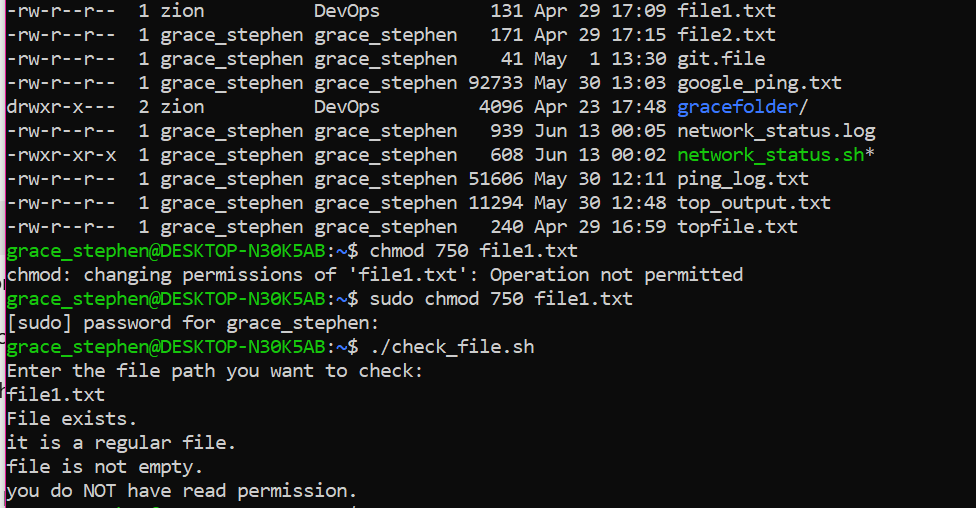 -rw-r--r--  1 zion          DevOps          131 Apr 29 17:09 file1.txt
-rw-r--r--  1 grace_stephen grace_stephen   171 Apr 29 17:15 file2.txt
-rw-r--r--  1 grace_stephen grace_stephen    41 May  1 13:30 git.file
-rw-r--r--  1 grace_stephen grace_stephen 92733 May 30 13:03 google_ping.txt
drwxr-x---  2 zion          DevOps         4096 Apr 23 17:48 gracefolder/
-rw-r--r--  1 grace_stephen grace_stephen   939 Jun 13 00:05 network_status.log
-rwxr-xr-x  1 grace_stephen grace_stephen   608 Jun 13 00:02 network_status.sh*
-rw-r--r--  1 grace_stephen grace_stephen 51606 May 30 12:11 ping_log.txt
-rw-r--r--  1 grace_stephen grace_stephen 11294 May 30 12:48 top_output.txt
-rw-r--r--  1 grace_stephen grace_stephen   240 Apr 29 16:59 topfile.txt
grace_stephen@DESKTOP-N30K5AB:~$ chmod 750 file1.txt
chmod: changing permissions of 'file1.txt': Operation not permitted
grace_stephen@DESKTOP-N30K5AB:~$ sudo chmod 750 file1.txt
[sudo] password for grace_stephen:
grace_stephen@DESKTOP-N30K5AB:~$ ./check_file.sh
Enter the file path you want to check:
file1.txt
File exists.
it is a regular file.
file is not empty.
you do NOT have read permission.